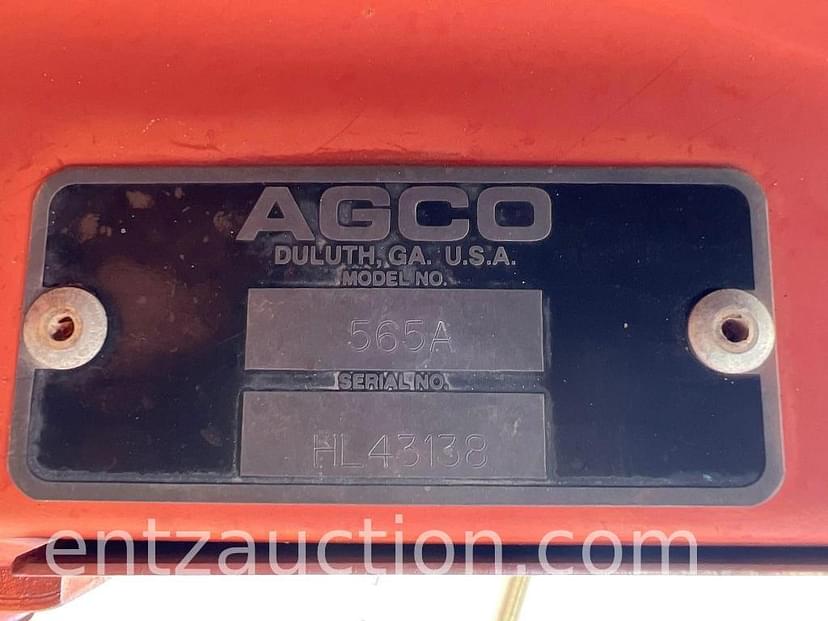 AGCO
DULUTH, GA. U.S.A.
MODEL NO.
565A
SERIAL NO.
HL43138
entzauction.com